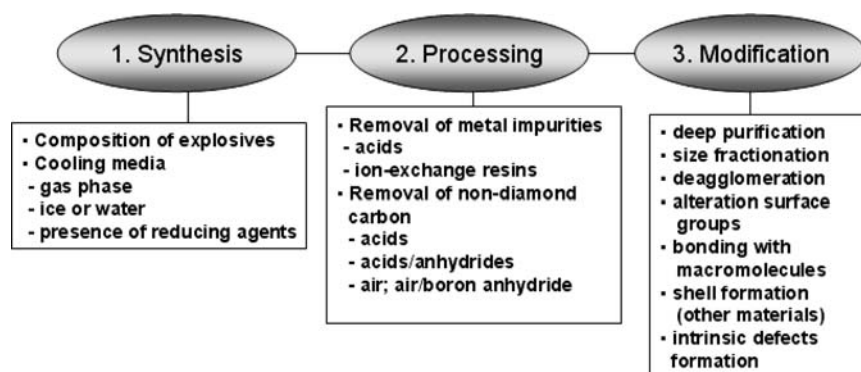 1. Synthesis
2. Processing
3. Modification
▪ Composition of explosives
▪ Cooling media
- gas phase
- ice or water
- presence of reducing agents
▪ Removal of metal impurities
- acids
- ion-exchange resins
▪ Removal of non-diamond
carbon
- acids
- acids/anhydrides
- air; air/boron anhydride
▪ deep purification
▪ size fractionation
▪ deagglomeration
▪ alteration surface
groups
▪ bonding with
macromolecules
▪ shell formation
(other materials)
▪ intrinsic defects
formation